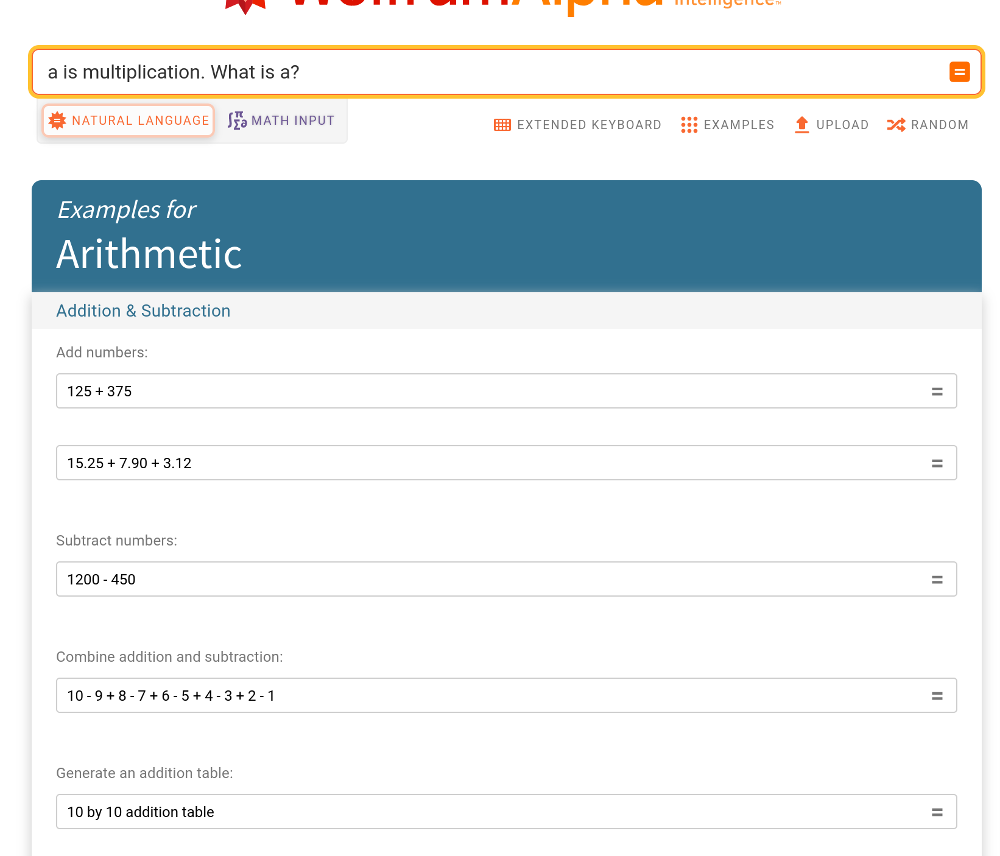 WolframAlpha intelligence™
a is multiplication. What is a?
NATURAL LANGUAGE
MATH INPUT
EXTENDED KEYBOARD
EXAMPLES
UPLOAD
RANDOM
Examples for
Arithmetic
Addition & Subtraction
Add numbers:
125 + 375
15.25 + 7.90 + 3.12
Subtract numbers:
1200 - 450
Combine addition and subtraction:
10 - 9 + 8 - 7 + 6 - 5 + 4 - 3 + 2 - 1
Generate an addition table:
10 by 10 addition table